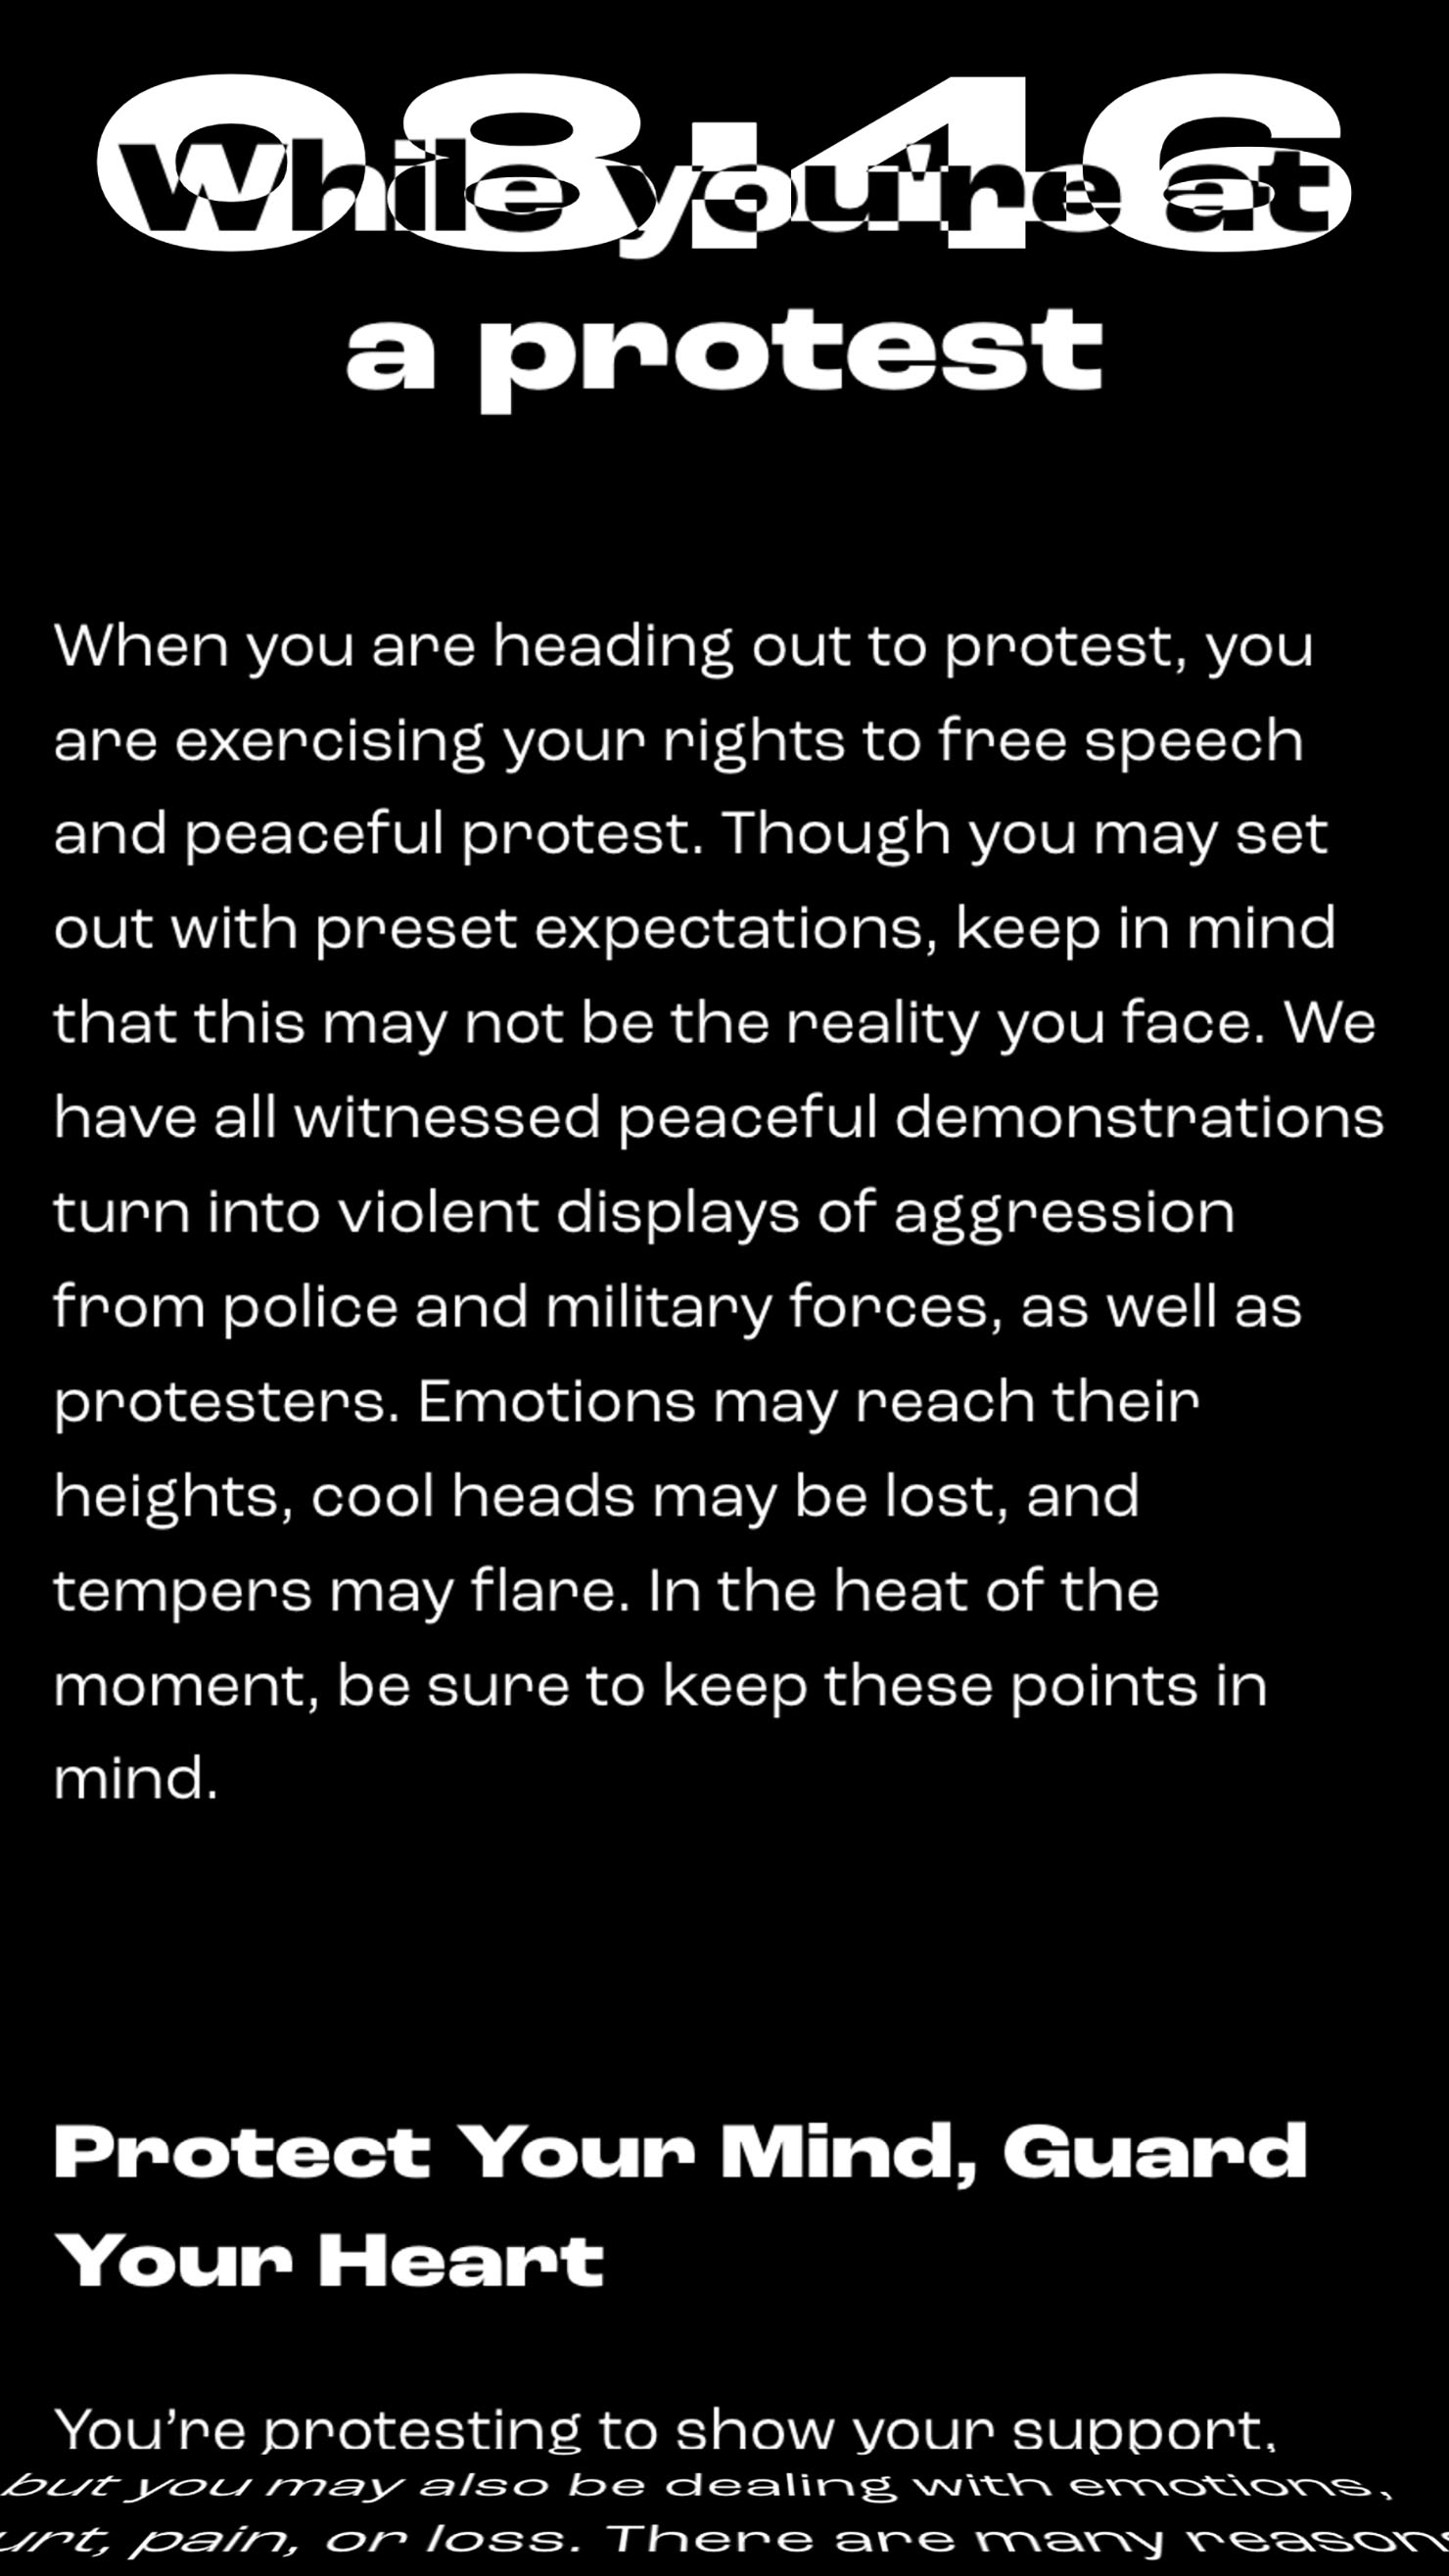 08:46
While you're at
a protest
When you are heading out to protest, you
are exercising your rights to free speech
and peaceful protest. Though you may set
out with preset expectations, keep in mind
that this may not be the reality you face. We
have all witnessed peaceful demonstrations
turn into violent displays of aggression
from police and military forces, as well as
protesters. Emotions may reach their
heights, cool heads may be lost, and
tempers may flare. In the heat of the
moment, be sure to keep these points in
mind.
Protect Your Mind, Guard
Your Heart
You’re protesting to show your support,
but you may also be dealing with emotions,
pain, or loss. There are many